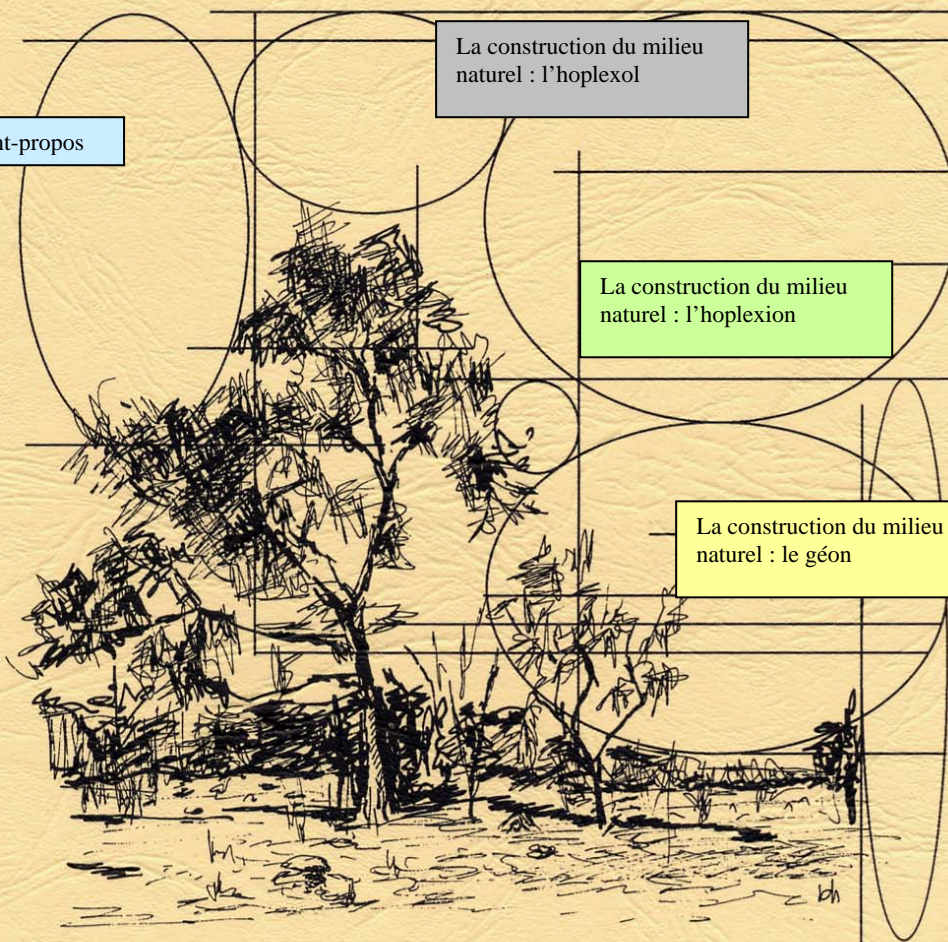 La construction du milieu
naturel : l’hoplexol
nt-propos
La construction du milieu
naturel : l’hoplexion
La construction du milieu
naturel : le géon
bh